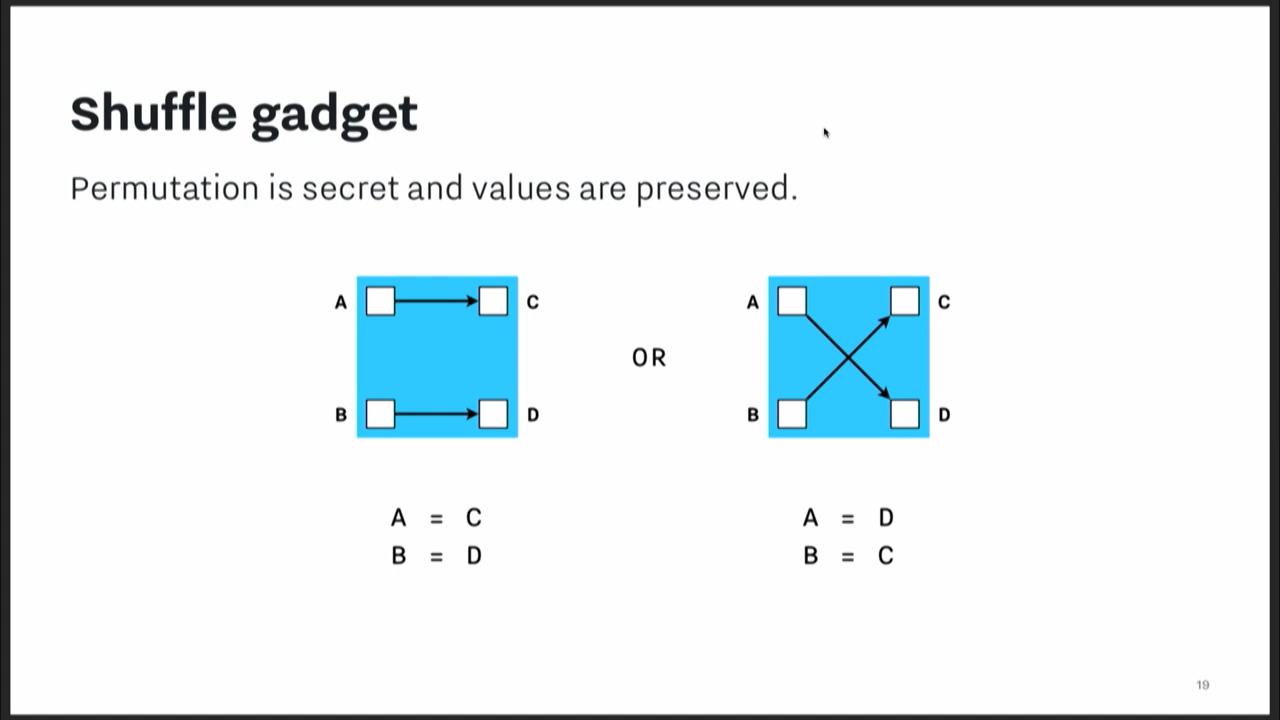 Shuffle gadget
Permutation is secret and values are preserved.
A C
B D
OR
A C
B D
A = C
B = D
A = D
B = C
19